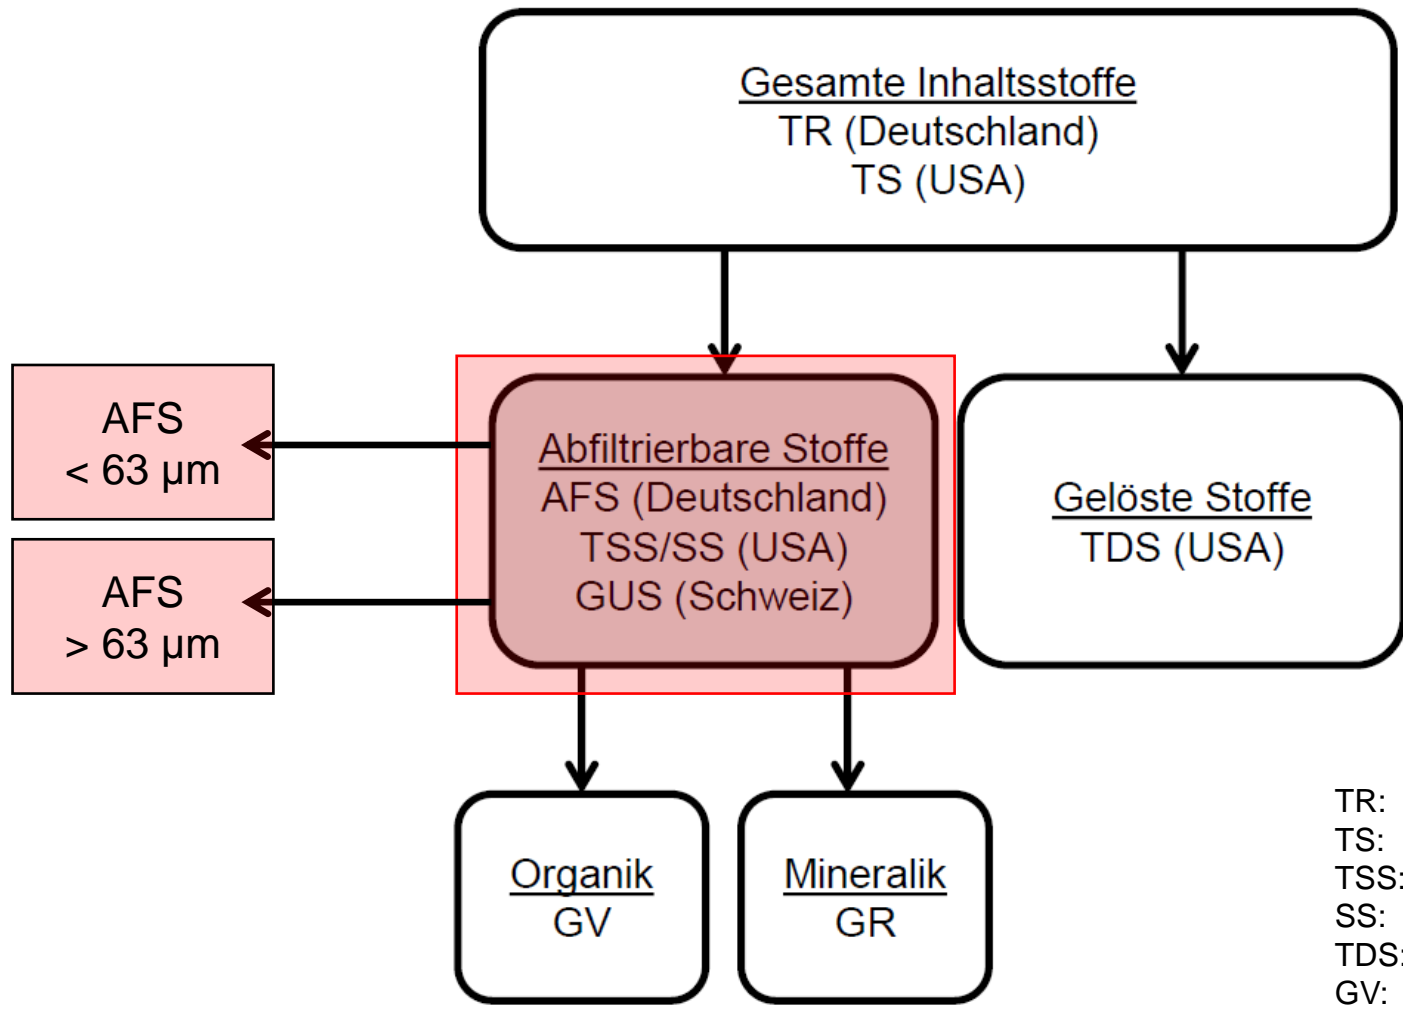 Gesamte Inhaltsstoffe
TR (Deutschland)
TS (USA)
AFS
< 63 µm
AFS
> 63 µm
Abfiltrierbare Stoffe
AFS (Deutschland)
TSS/SS (USA)
GUS (Schweiz)
Gelöste Stoffe
TDS (USA)
Organik
GV
Mineralik
GR
TR:
TS:
TSS:
SS:
TDS:
GV: